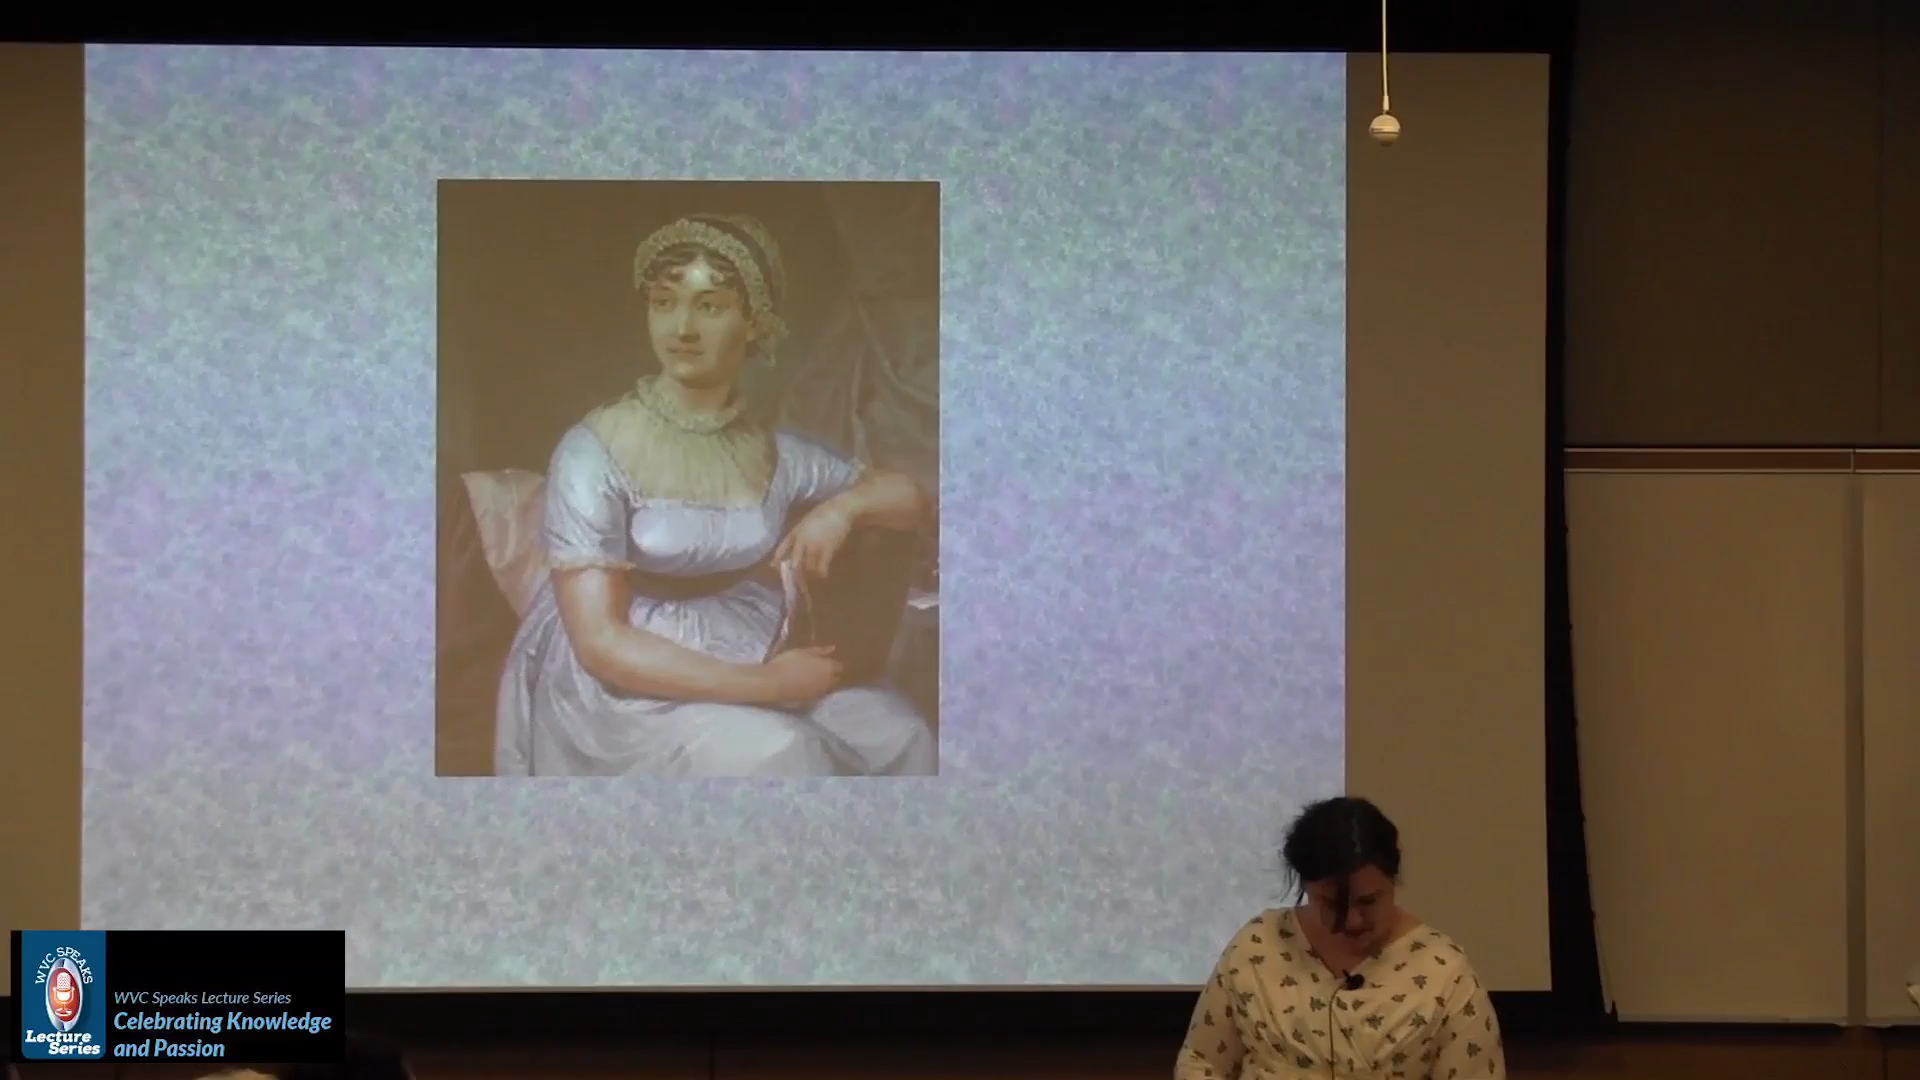 WVC SPEAKS
Lecture
Series
WVC Speaks Lecture Series
Celebrating Knowledge
and Passion